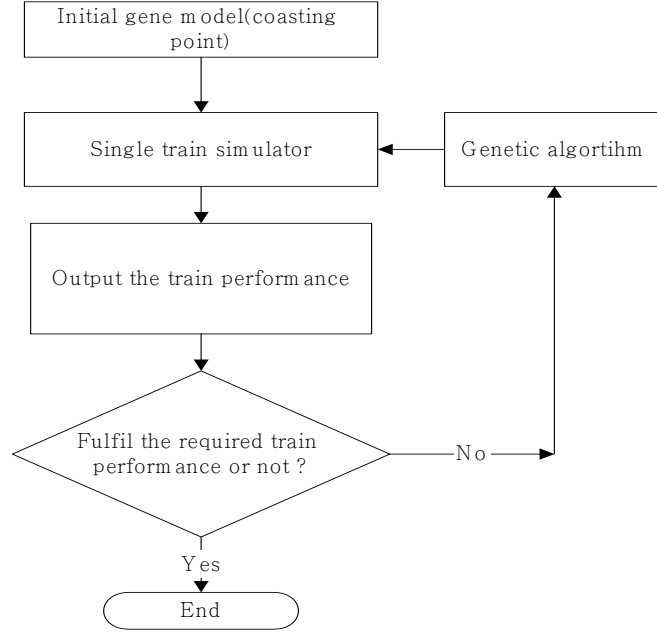 Initial gene model(coasting
point)
Single train simulator
Genetic algortihm
Output the train performance
Fulfil the required train
performance or not ?
No
Yes
End